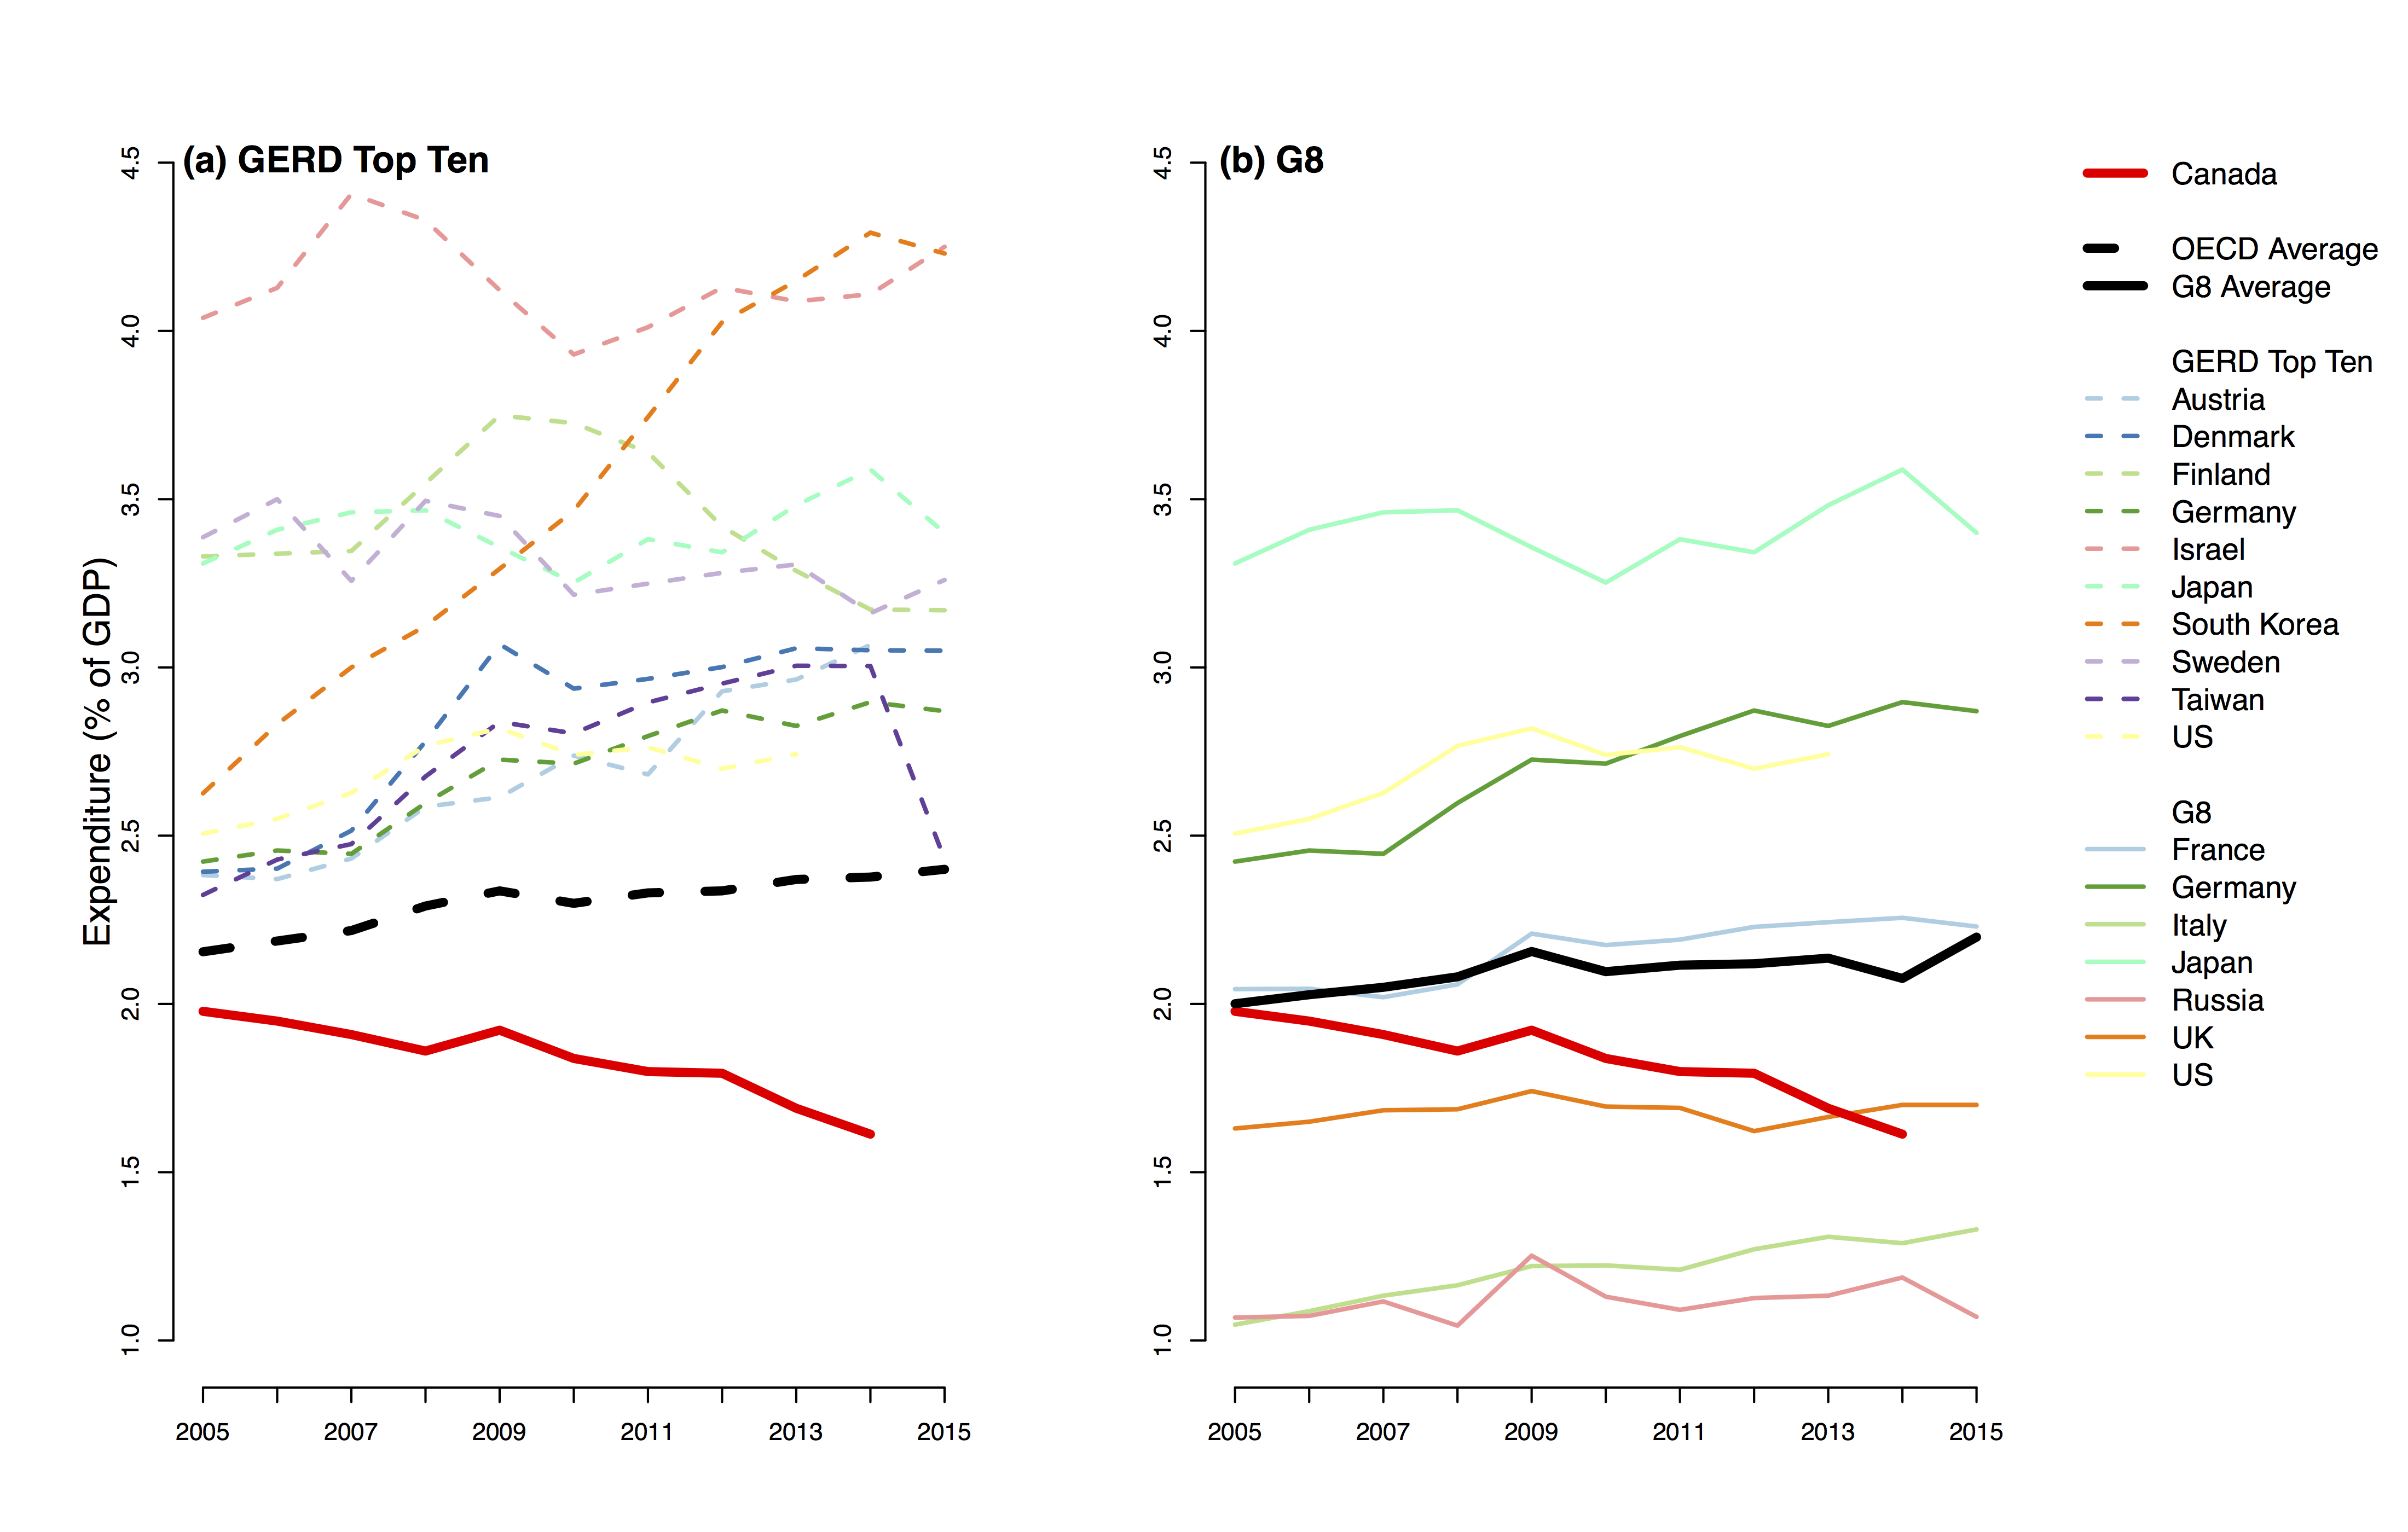 (a) GERD Top Ten
Expenditure (% of GDP)
4.5
4.0
3.5
3.0
2.5
2.0
1.5
1.0
2005 2007 2009 2011 2013 2015
(b) G8
4.5
4.0
3.5
3.0
2.5
2.0
1.5
1.0
2005 2007 2009 2011 2013 2015
Canada
OECD Average
G8 Average
GERD Top Ten
Austria
Denmark
Finland
Germany
Israel
Japan
South Korea
Sweden
Taiwan
US
G8
France
Germany
Italy
Japan
Russia
UK
US